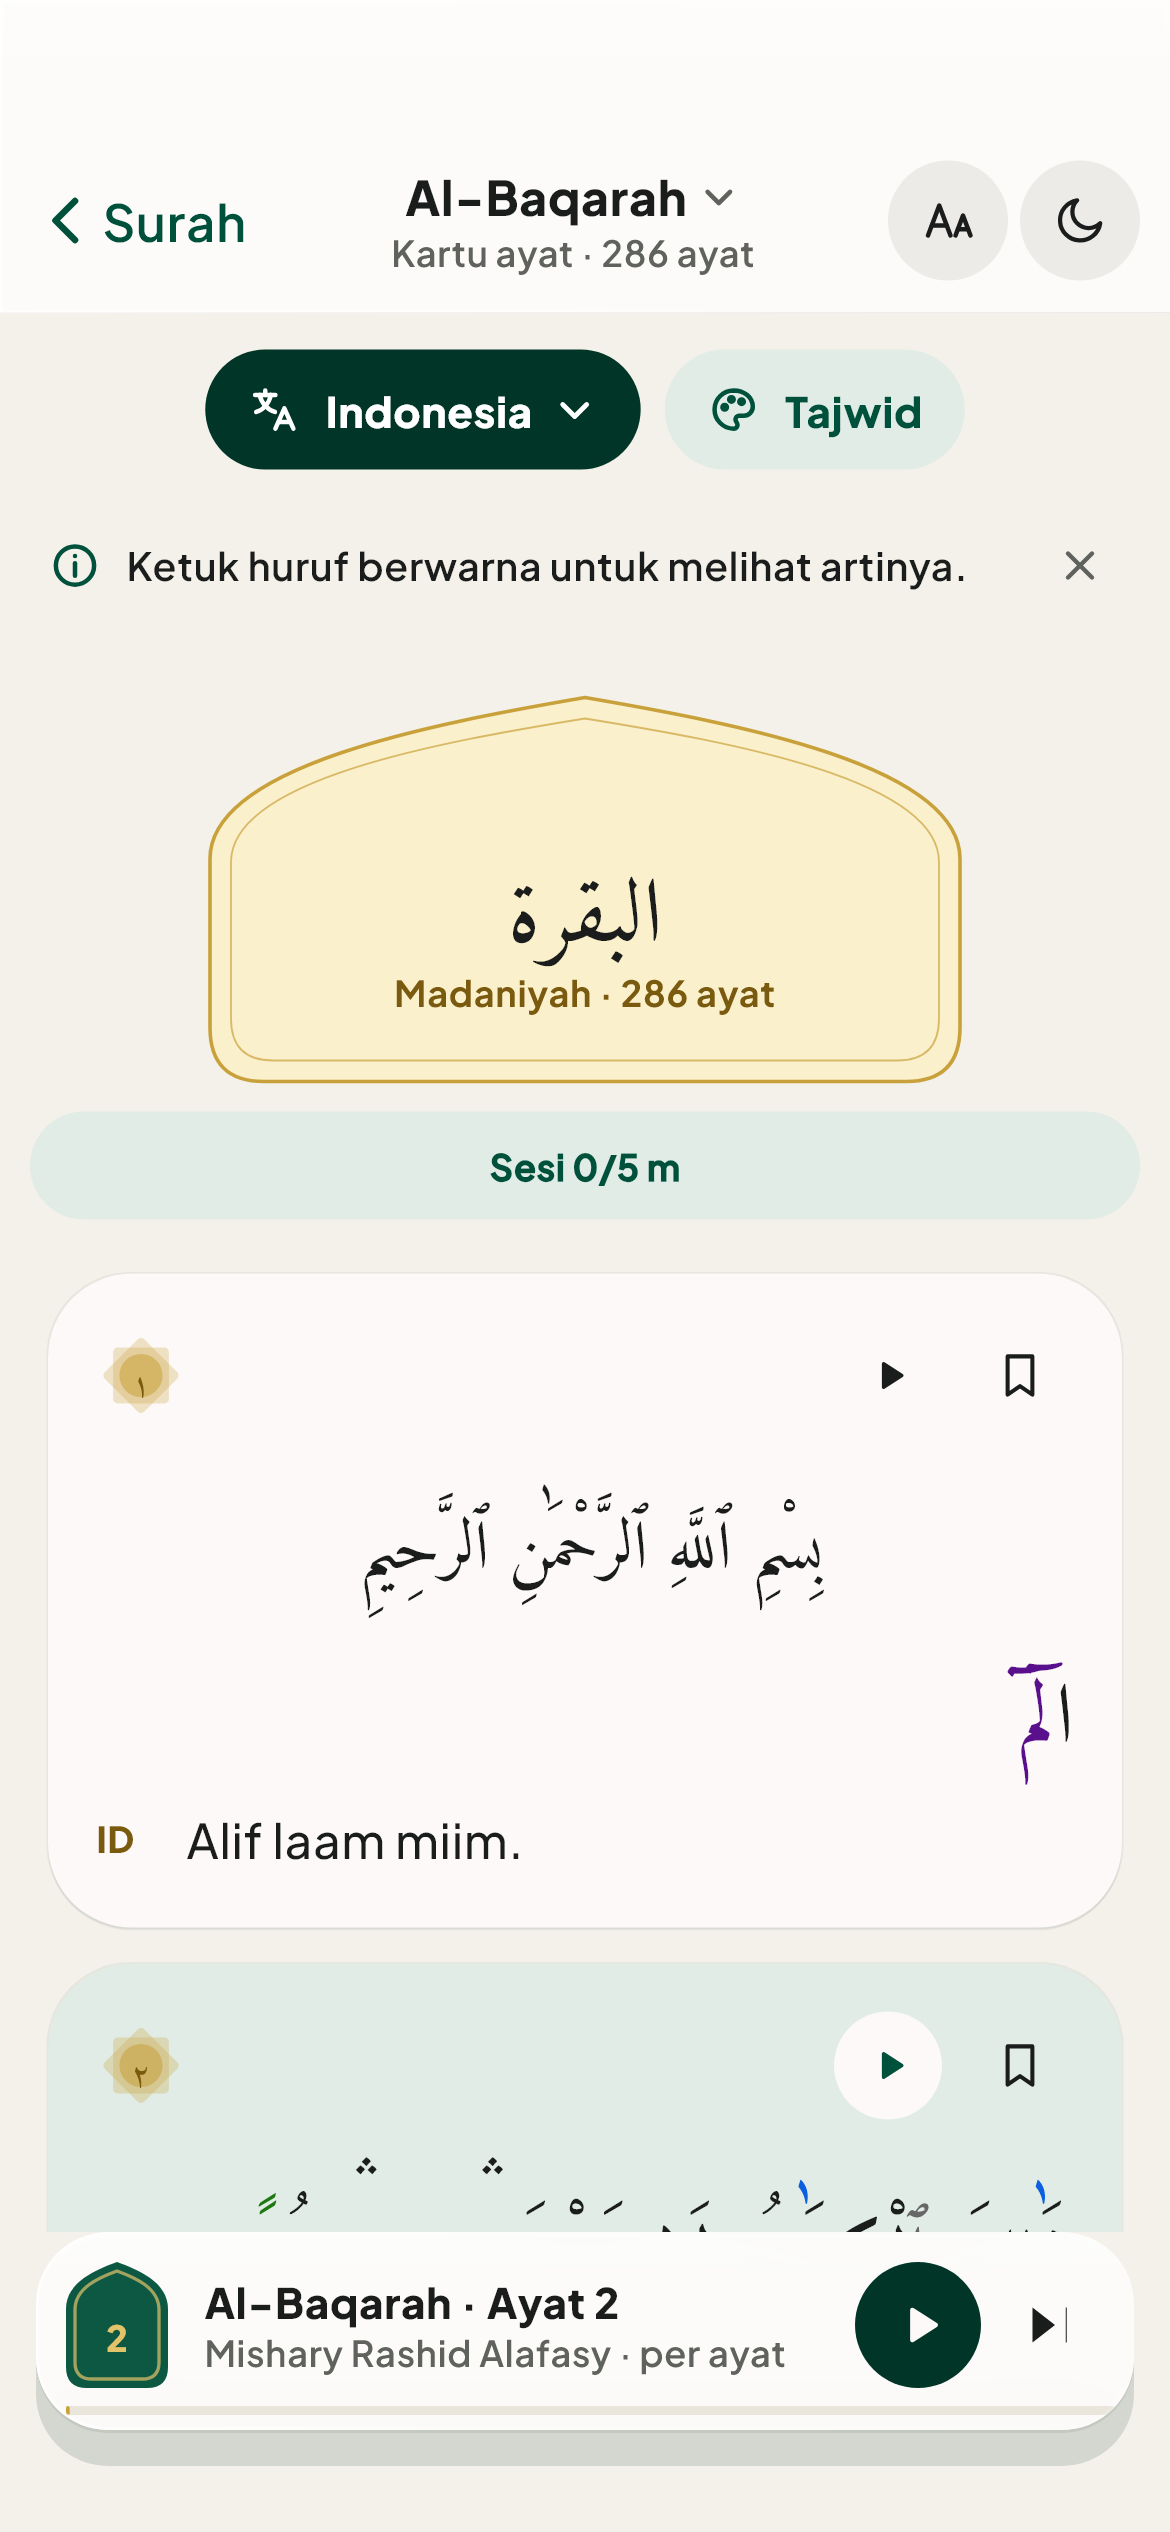 Surah
Al-Baqarah
Kartu ayat · 286 ayat
AA
Indonesia
Tajwid
Ketuk huruf berwarna untuk melihat artinya.
البقرة
Madaniyah · 286 ayat
Sesi 0/5 m
١
بِسْمِ ٱللَّهِ ٱلرَّحْمَٰنِ ٱلرَّحِيمِ
الٓمٓ
ID Alif laam miim.
٢
2
Al-Baqarah · Ayat 2
Mishary Rashid Alafasy · per ayat